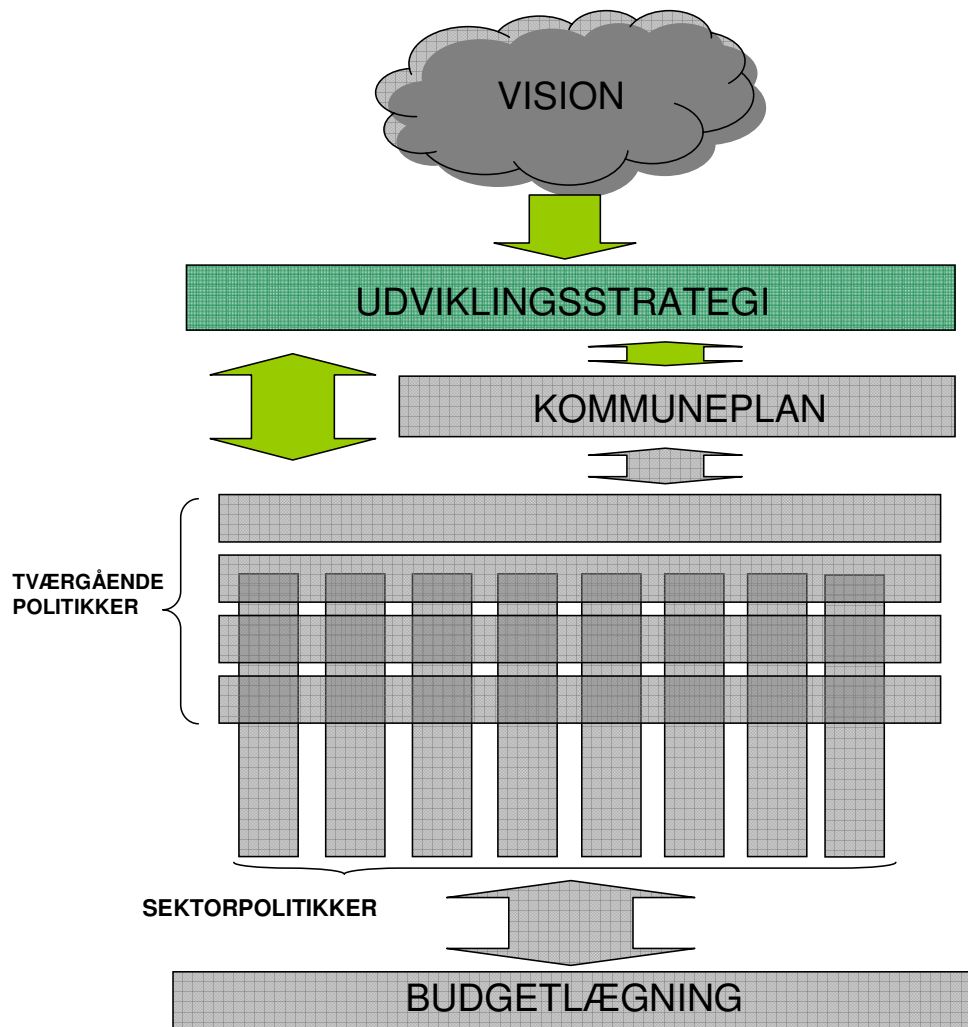 VISION
UDVIKLINGSSTRATEGI
KOMMUNEPLAN
TVÆRGÅENDE
POLITIKKER
SEKTORPOLITIKKER
BUDGETLÆGNING